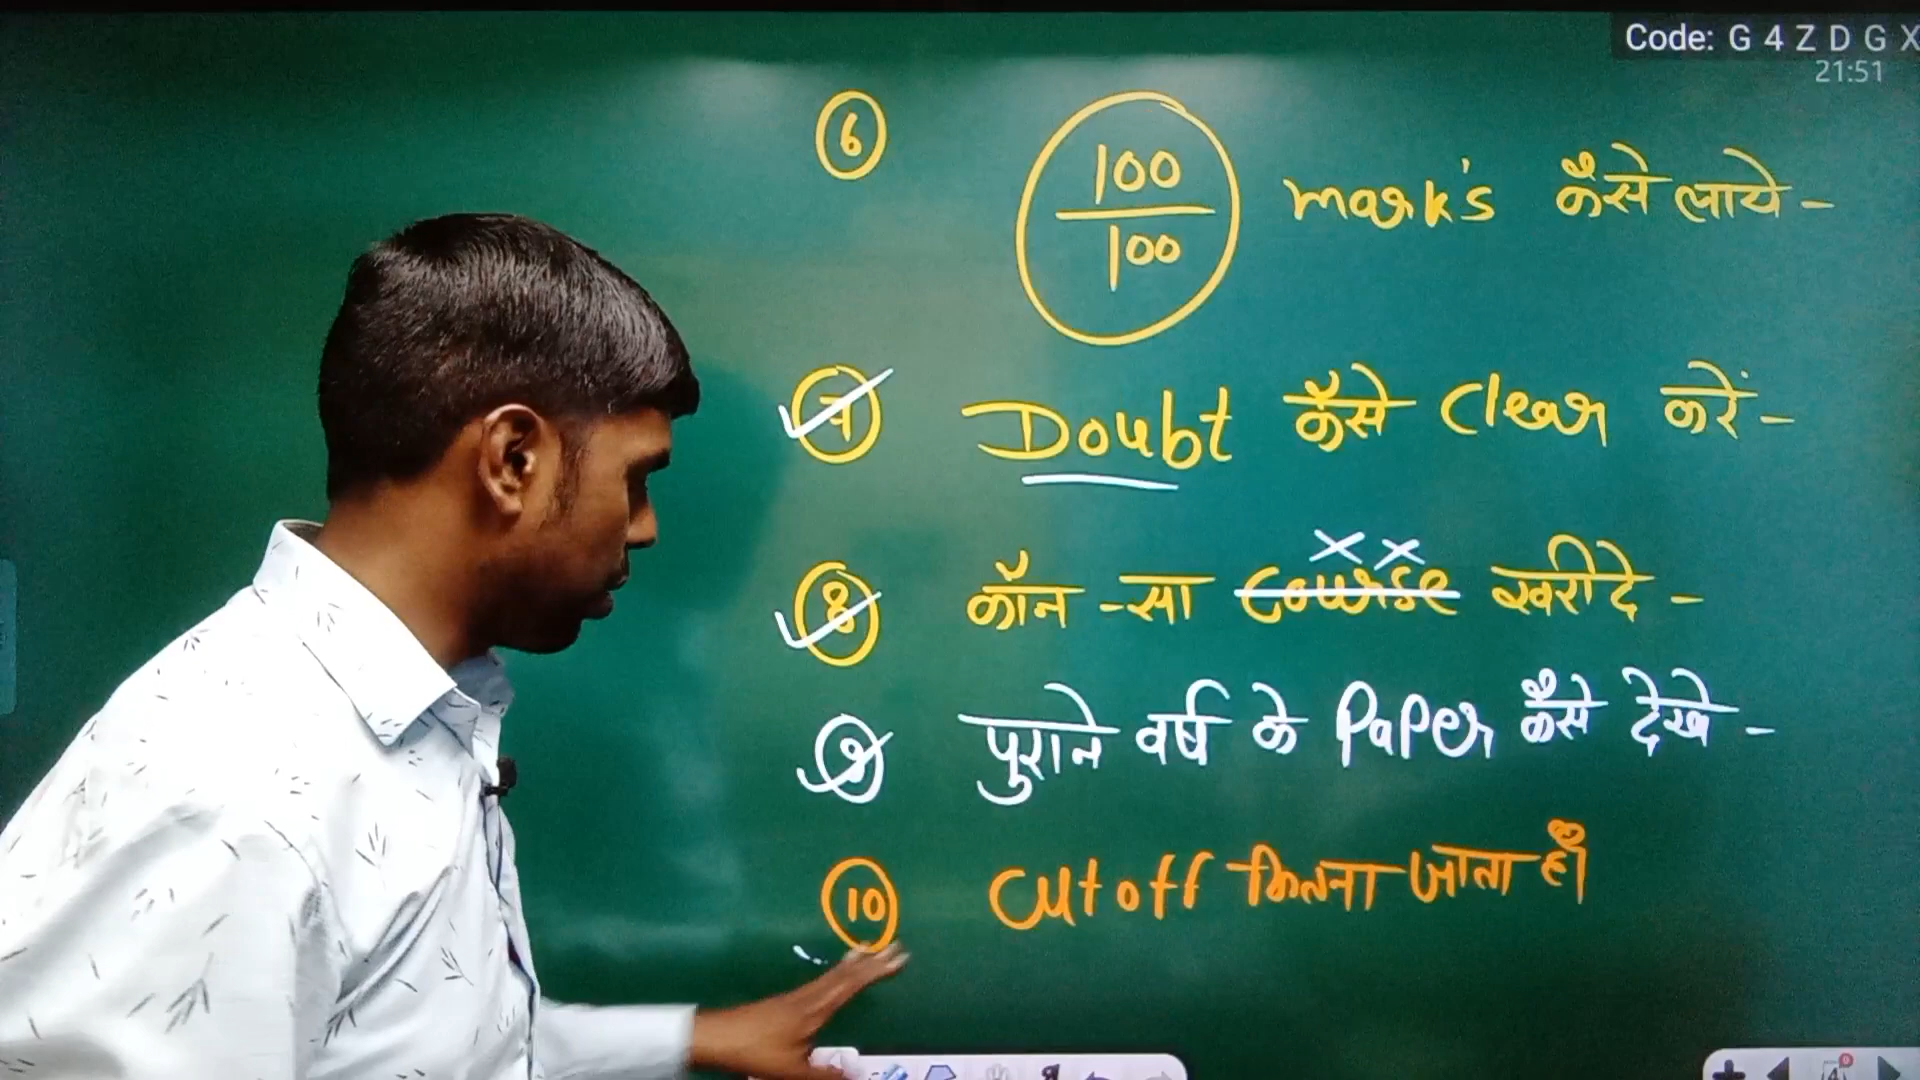 Code: G 4 Z D G X
21:51
6 100/100 mark's कैसे लाये -
7 Doubt कैसे Clear करें -
8 कौन -सा Course खरीदे -
9 पुराने वर्ष के PaPer कैसे देखे -
10 Cutoff कितना जाता है।